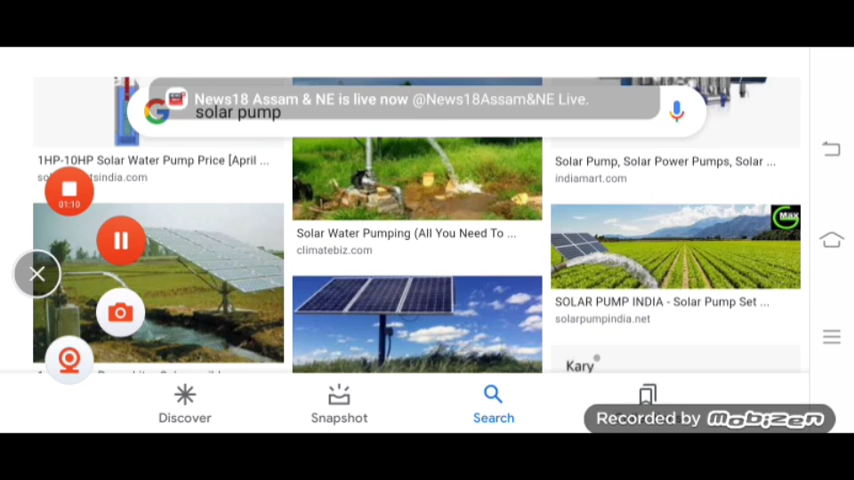 News18 Assam & NE is live now @News18Assam&NE Live.
solar pump
1HP-10HP Solar Water Pump Price [April ...
Solar Pump, Solar Power Pumps, Solar ...
indiamart.com
01:10
Solar Water Pumping (All You Need To ...
climatebiz.com
Max
SOLAR PUMP INDIA - Solar Pump Set ...
solarpumpindia.net
Kary
Discover
Snapshot
Search
Recorded by mobizen